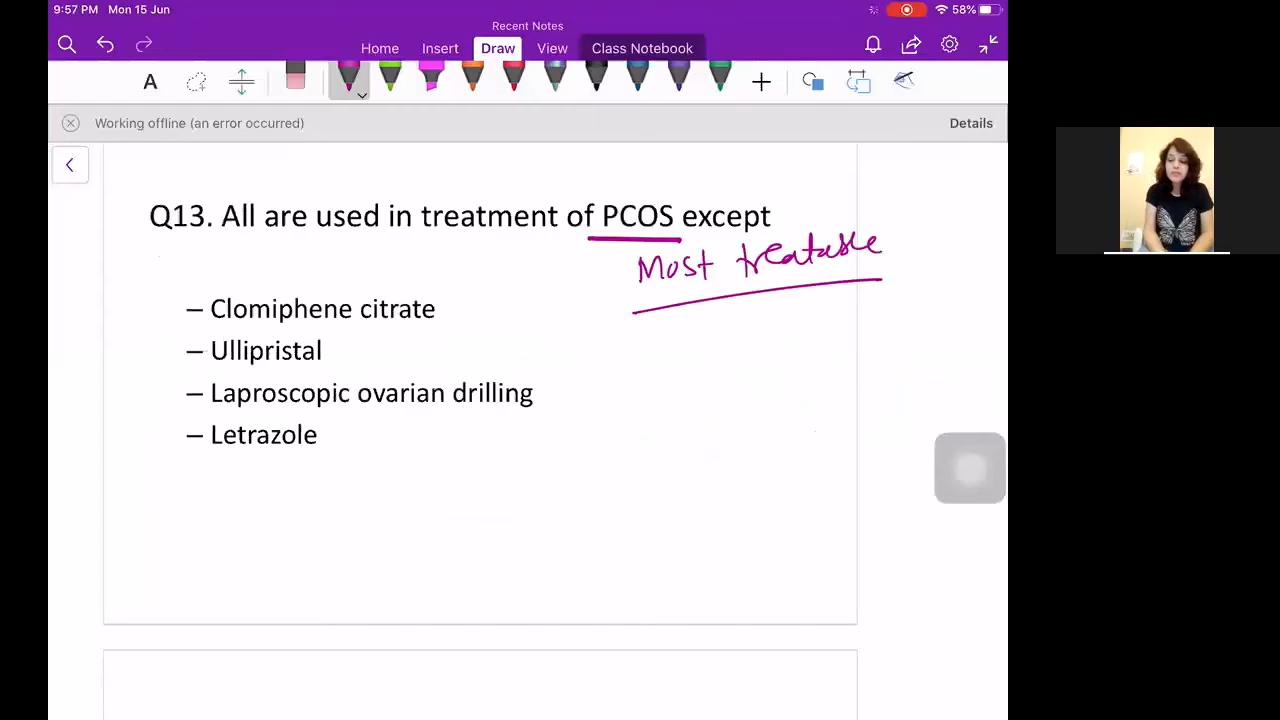 9:57 PM Mon 15 Jun
58%
Recent Notes
Home Insert Draw View Class Notebook
A
Working offline (an error occurred)
Details
Q13. All are used in treatment of PCOS except
Most treatable
– Clomiphene citrate
– Ullipristal
– Laproscopic ovarian drilling
– Letrazole